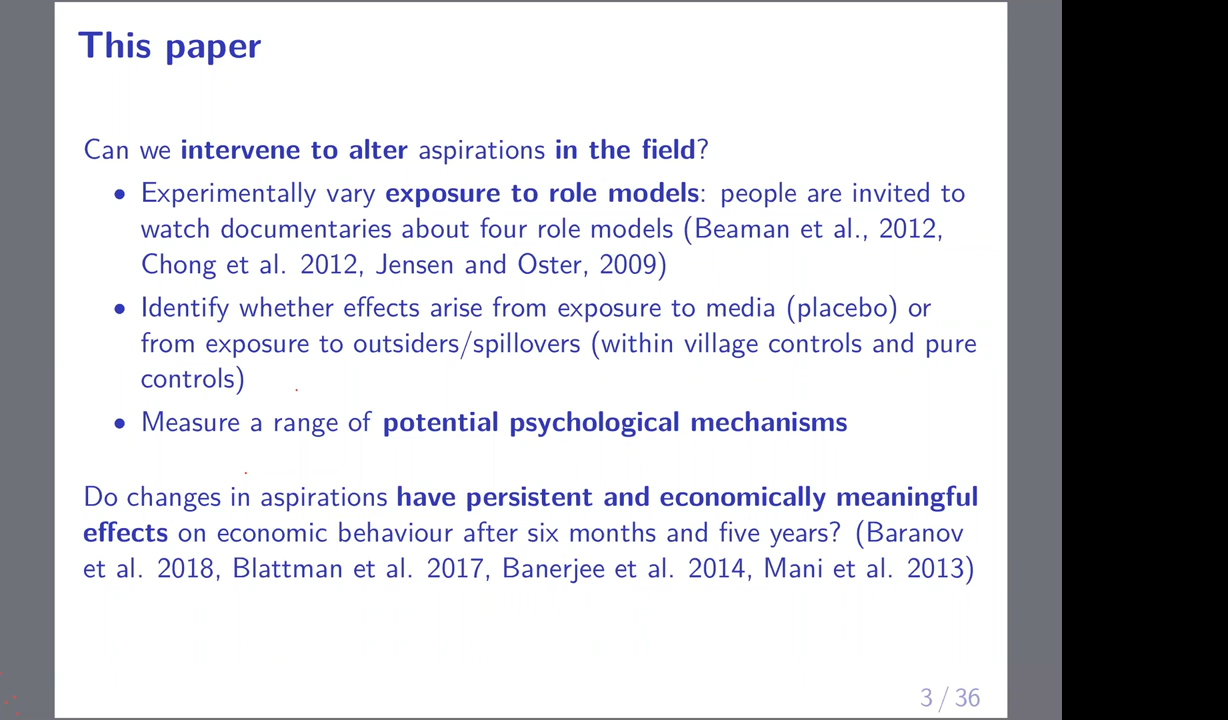 This paper
Can we intervene to alter aspirations in the field?
• Experimentally vary exposure to role models: people are invited to
watch documentaries about four role models (Beaman et al., 2012,
Chong et al. 2012, Jensen and Oster, 2009)
• Identify whether effects arise from exposure to media (placebo) or
from exposure to outsiders/spillovers (within village controls and pure
controls)
• Measure a range of potential psychological mechanisms
Do changes in aspirations have persistent and economically meaningful
effects on economic behaviour after six months and five years? (Baranov
et al. 2018, Blattman et al. 2017, Banerjee et al. 2014, Mani et al. 2013)
3 / 36